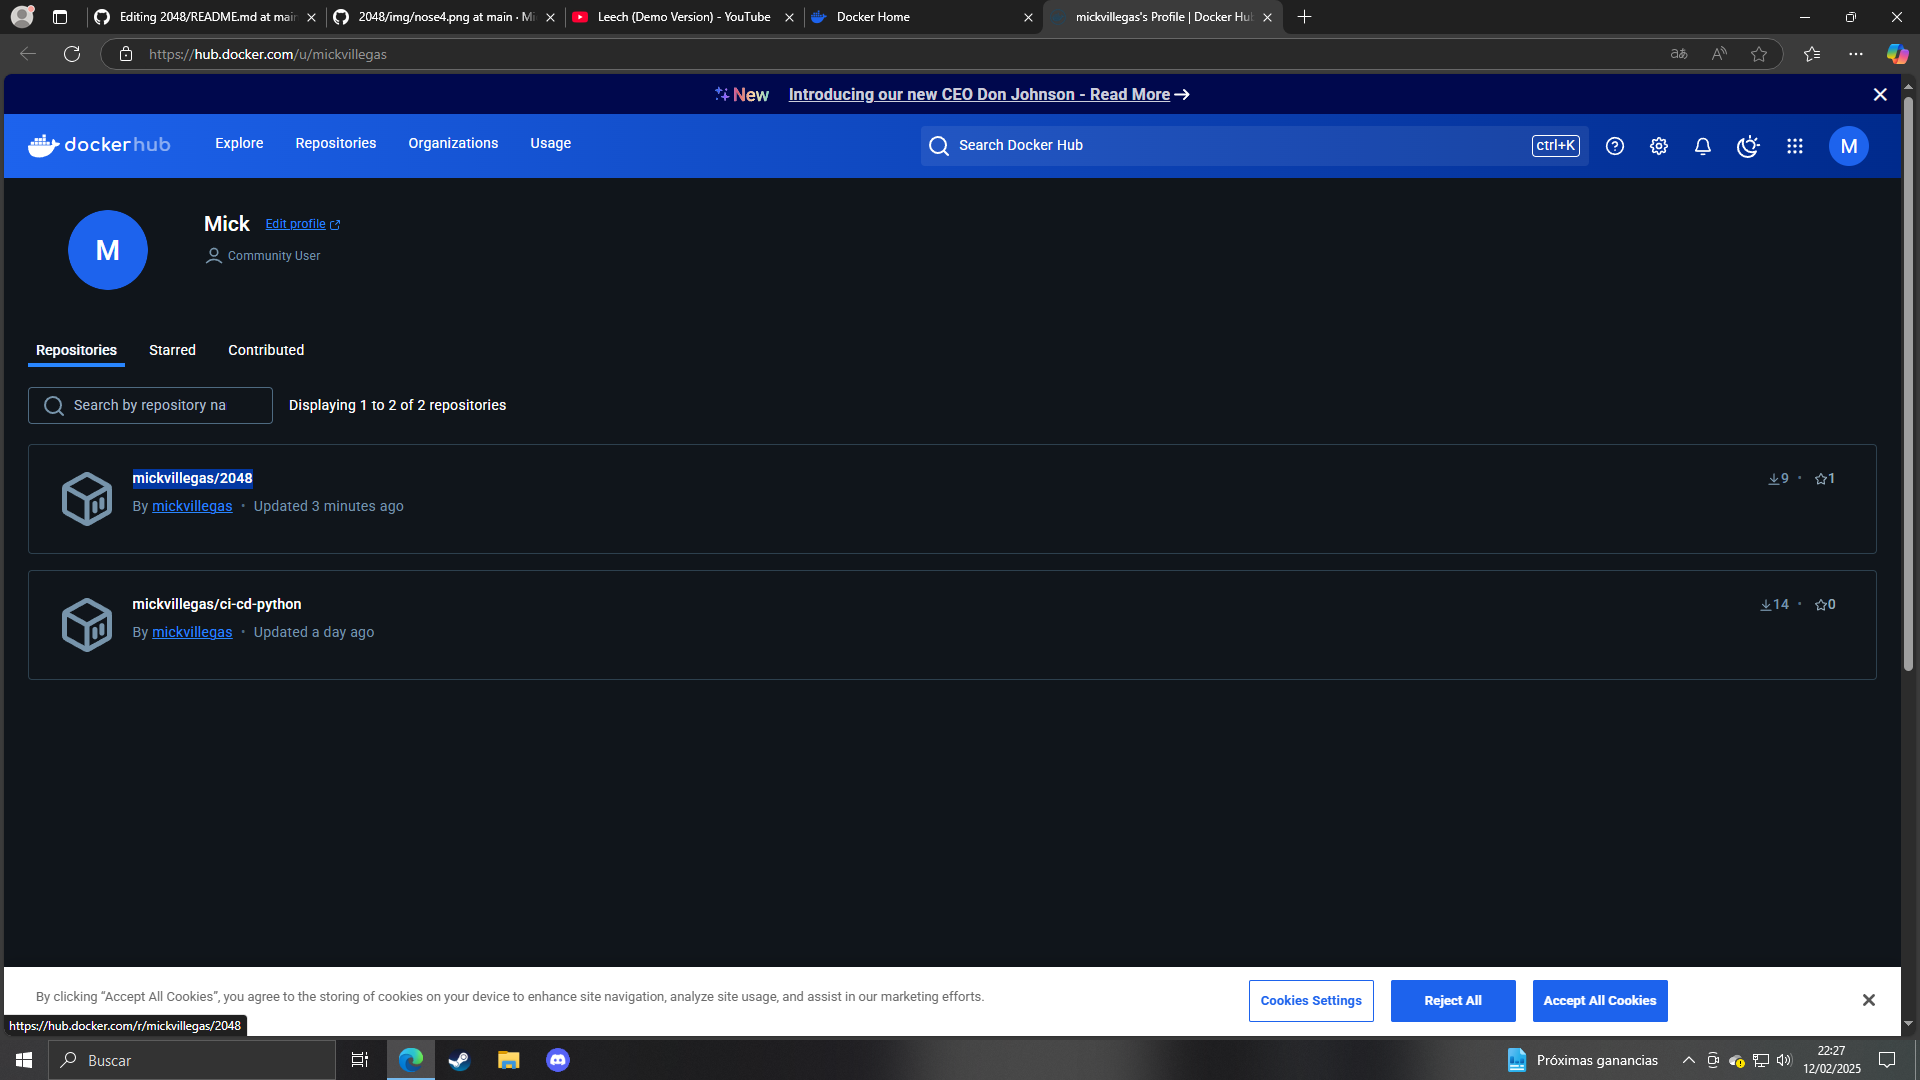 Editing 2048/README.md at main
2048/img/nose4.png at main · Mi
Leech (Demo Version) - YouTube
Docker Home
mickvillegas's Profile | Docker Hub
https://hub.docker.com/u/mickvillegas
New
Introducing our new CEO Don Johnson - Read More →
dockerhub
Explore
Repositories
Organizations
Usage
Search Docker Hub
ctrl+K
M
M
Mick
Edit profile
Community User
Repositories
Starred
Contributed
Search by repository na
Displaying 1 to 2 of 2 repositories
mickvillegas/2048
9 · 1
By mickvillegas · Updated 3 minutes ago
mickvillegas/ci-cd-python
14 · 0
By mickvillegas · Updated a day ago
By clicking “Accept All Cookies”, you agree to the storing of cookies on your device to enhance site navigation, analyze site usage, and assist in our marketing efforts.
Cookies Settings
Reject All
Accept All Cookies
https://hub.docker.com/r/mickvillegas/2048
Buscar
Próximas ganancias
22:27
12/02/2025